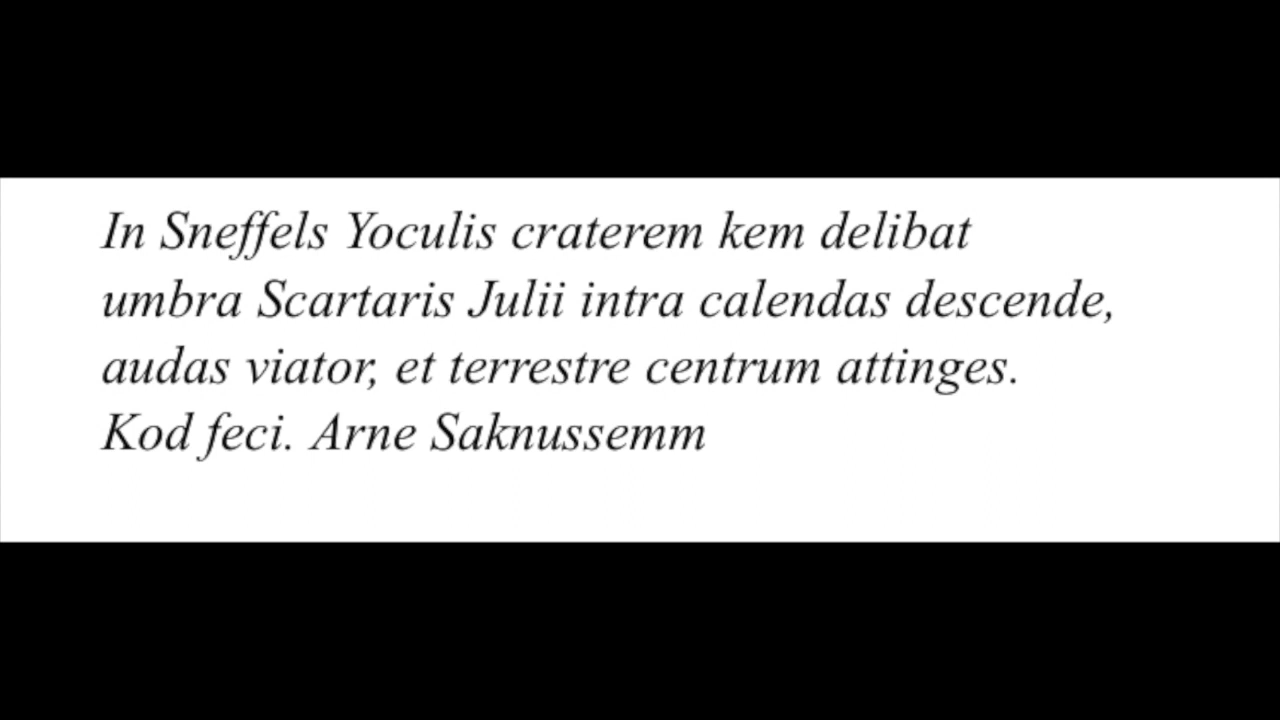 In Sneffels Yoculis craterem kem delibat
umbra Scartaris Julii intra calendas descende,
audas viator, et terrestre centrum attinges.
Kod feci. Arne Saknussemm